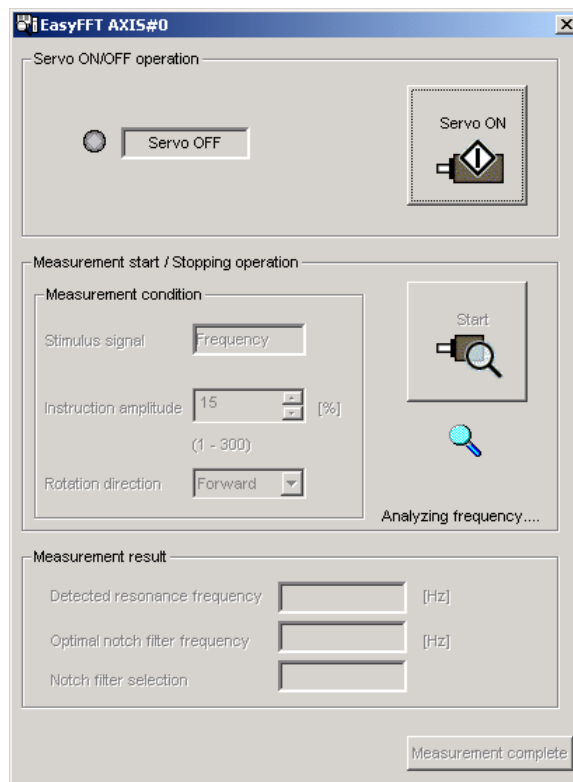 EasyFFT AXIS#0
Servo ON/OFF operation
Servo ON
Servo OFF
Measurement start / Stopping operation
Measurement condition
Stimulus signal Frequency
Start
Instruction amplitude 15 [%]
(1 - 300)
Rotation direction Forward
Analyzing frequency....
Measurement result
Detected resonance frequency [Hz]
Optimal notch filter frequency [Hz]
Notch filter selection
Measurement complete